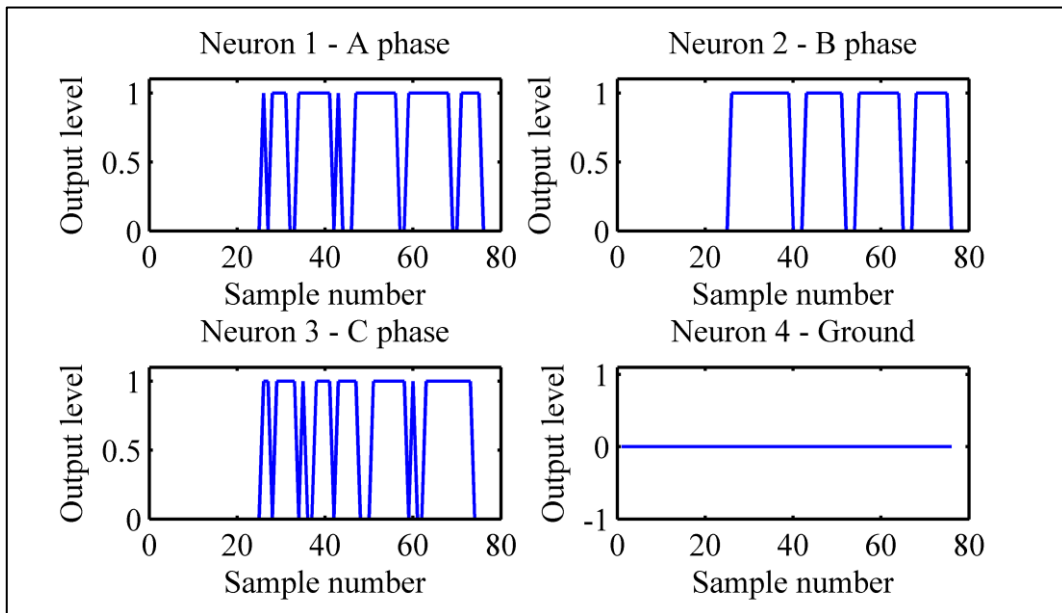 Neuron 1 - A phase
Output level
1
0.5
0
0 20 40 60 80
Sample number
Neuron 2 - B phase
Output level
1
0.5
0
0 20 40 60 80
Sample number
Neuron 3 - C phase
Output level
1
0.5
0
0 20 40 60 80
Sample number
Neuron 4 - Ground
Output level
1
0
-1
0 20 40 60 80
Sample number